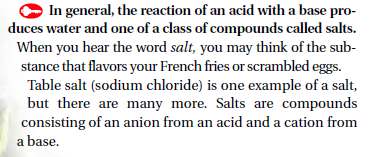 In general, the reaction of an acid with a base pro-
duces water and one of a class of compounds called salts.
When you hear the word salt, you may think of the sub-
stance that flavors your French fries or scrambled eggs.
Table salt (sodium chloride) is one example of a salt,
but there are many more. Salts are compounds
consisting of an anion from an acid and a cation from
a base.